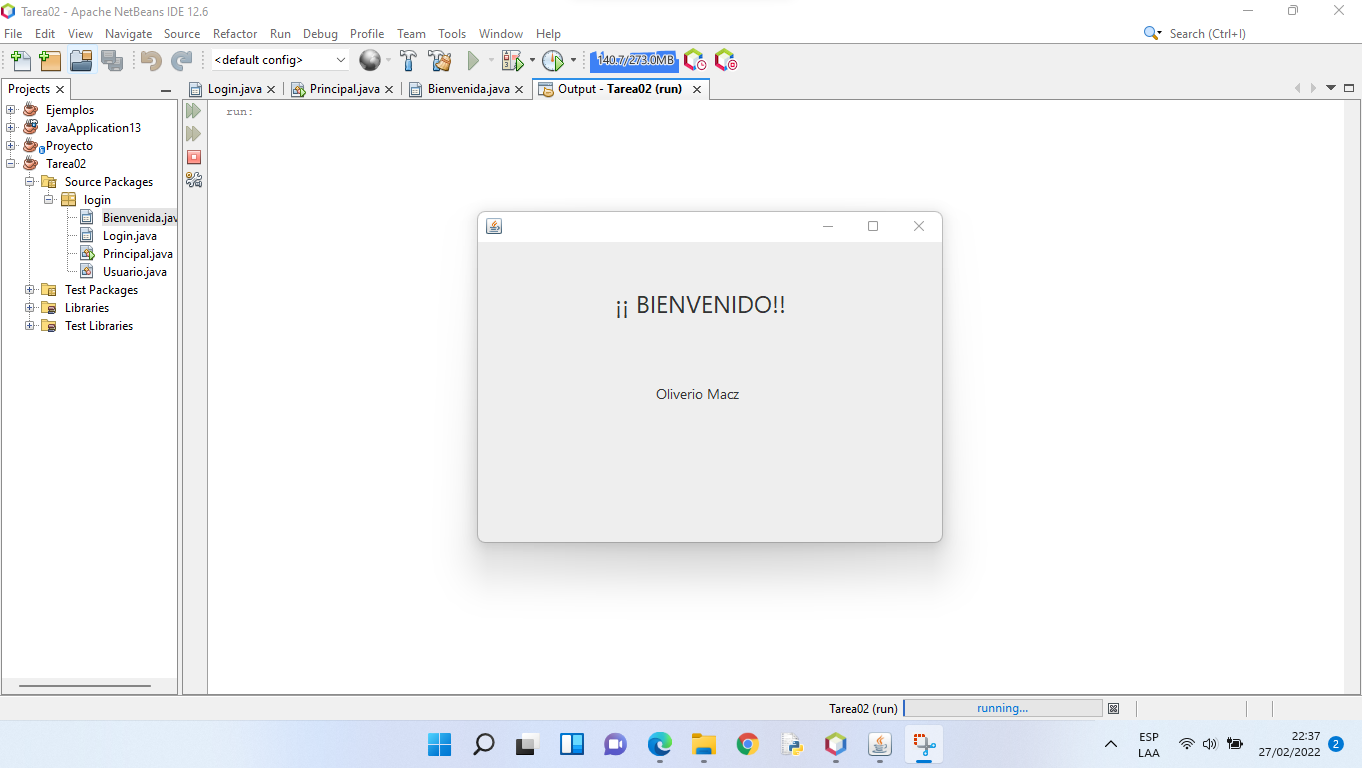 Tarea02 - Apache NetBeans IDE 12.6
File Edit View Navigate Source Refactor Run Debug Profile Team Tools Window Help
Search (Ctrl+I)
<default config>
140.7/273.0MB
Projects
Login.java
Principal.java
Bienvenida.java
Output - Tarea02 (run)
Ejemplos
JavaApplication13
Proyecto
Tarea02
Source Packages
login
Bienvenida.jav
Login.java
Principal.java
Usuario.java
Test Packages
Libraries
Test Libraries
run:
¡¡ BIENVENIDO!!
Oliverio Macz
Tarea02 (run)
running...
ESP
LAA
22:37
27/02/2022
2